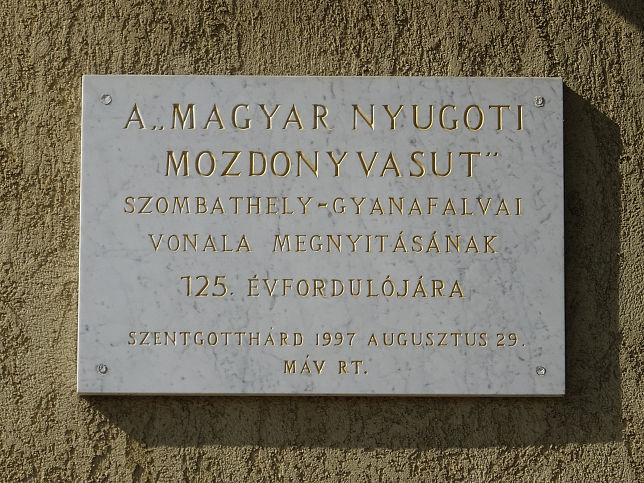 A „MAGYAR NYUGOTI
MOZDONYVASUT”
SZOMBATHELY-GYANAFALVAI
VONALA MEGNYITÁSÁNAK
125. ÉVFORDULÓJÁRA
SZENTGOTTHÁRD 1997 AUGUSZTUS 29.
MÁV RT.